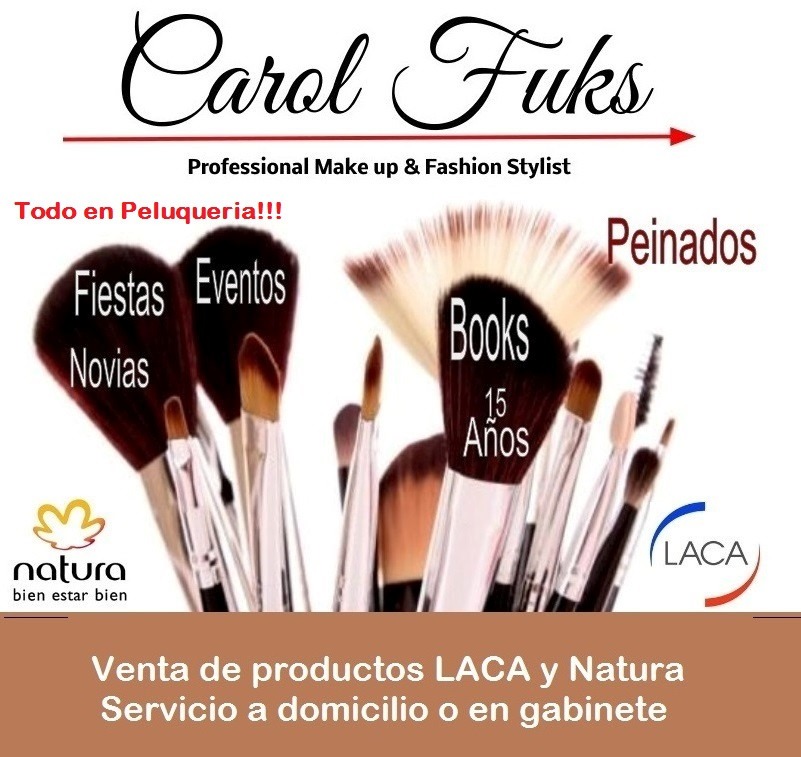 Carol Fuks
Professional Make up & Fashion Stylist
Todo en Peluqueria!!!
Peinados
Fiestas
Novias
Eventos
Books
15
Años
natura
bien estar bien
LACA
Venta de productos LACA y Natura
Servicio a domicilio o en gabinete